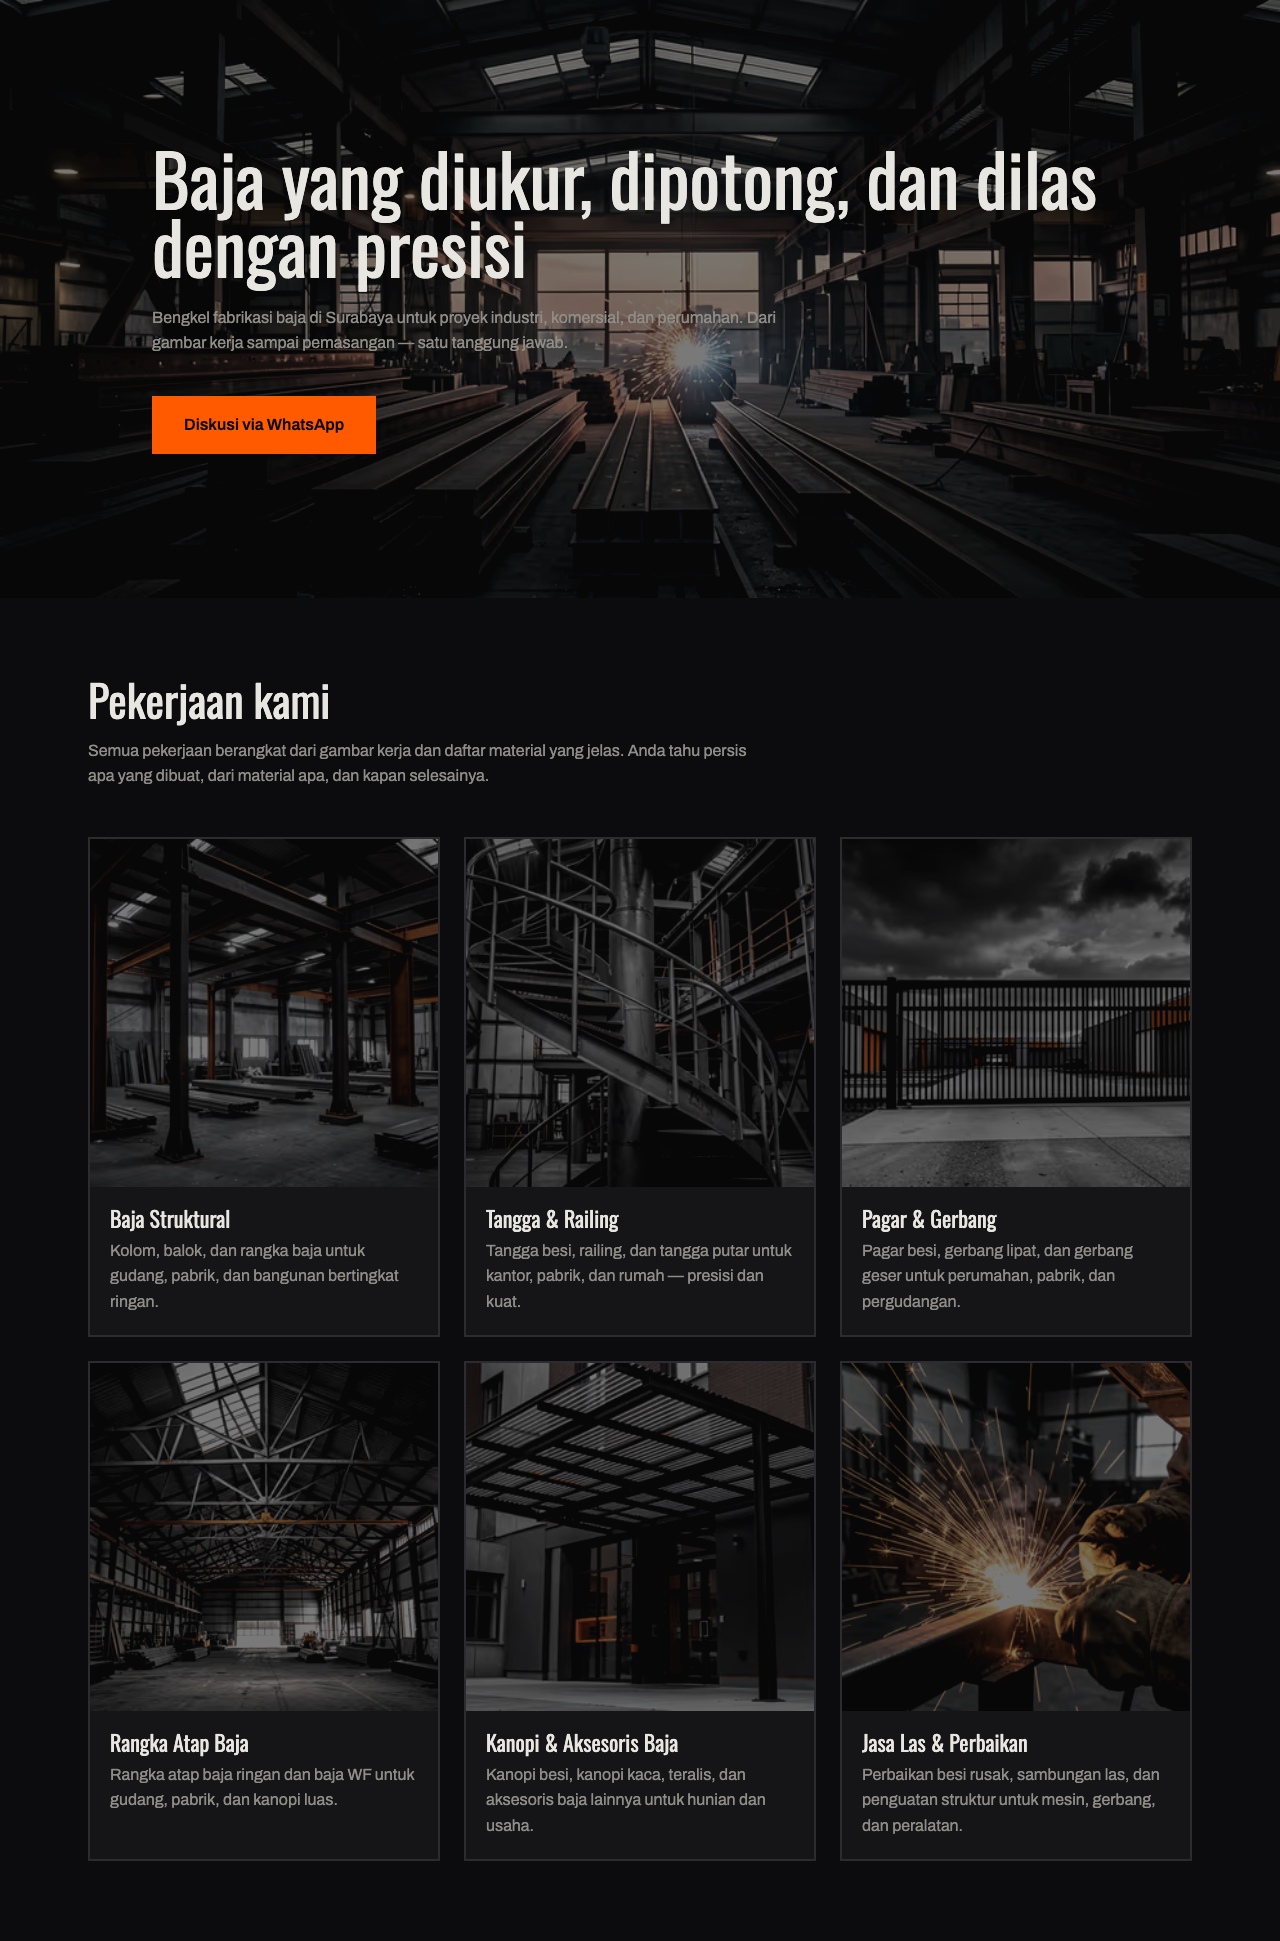 Baja yang diukur, dipotong, dan dilas
dengan presisi
Bengkel fabrikasi baja di Surabaya untuk proyek industri, komersial, dan perumahan. Dari
gambar kerja sampai pemasangan — satu tanggung jawab.
Diskusi via WhatsApp
Pekerjaan kami
Semua pekerjaan berangkat dari gambar kerja dan daftar material yang jelas. Anda tahu persis
apa yang dibuat, dari material apa, dan kapan selesainya.
Baja Struktural
Kolom, balok, dan rangka baja untuk
gudang, pabrik, dan bangunan bertingkat
ringan.
Tangga & Railing
Tangga besi, railing, dan tangga putar untuk
kantor, pabrik, dan rumah — presisi dan
kuat.
Pagar & Gerbang
Pagar besi, gerbang lipat, dan gerbang
geser untuk perumahan, pabrik, dan
pergudangan.
Rangka Atap Baja
Rangka atap baja ringan dan baja WF untuk
gudang, pabrik, dan kanopi luas.
Kanopi & Aksesoris Baja
Kanopi besi, kanopi kaca, teralis, dan
aksesoris baja lainnya untuk hunian dan
usaha.
Jasa Las & Perbaikan
Perbaikan besi rusak, sambungan las, dan
penguatan struktur untuk mesin, gerbang,
dan peralatan.